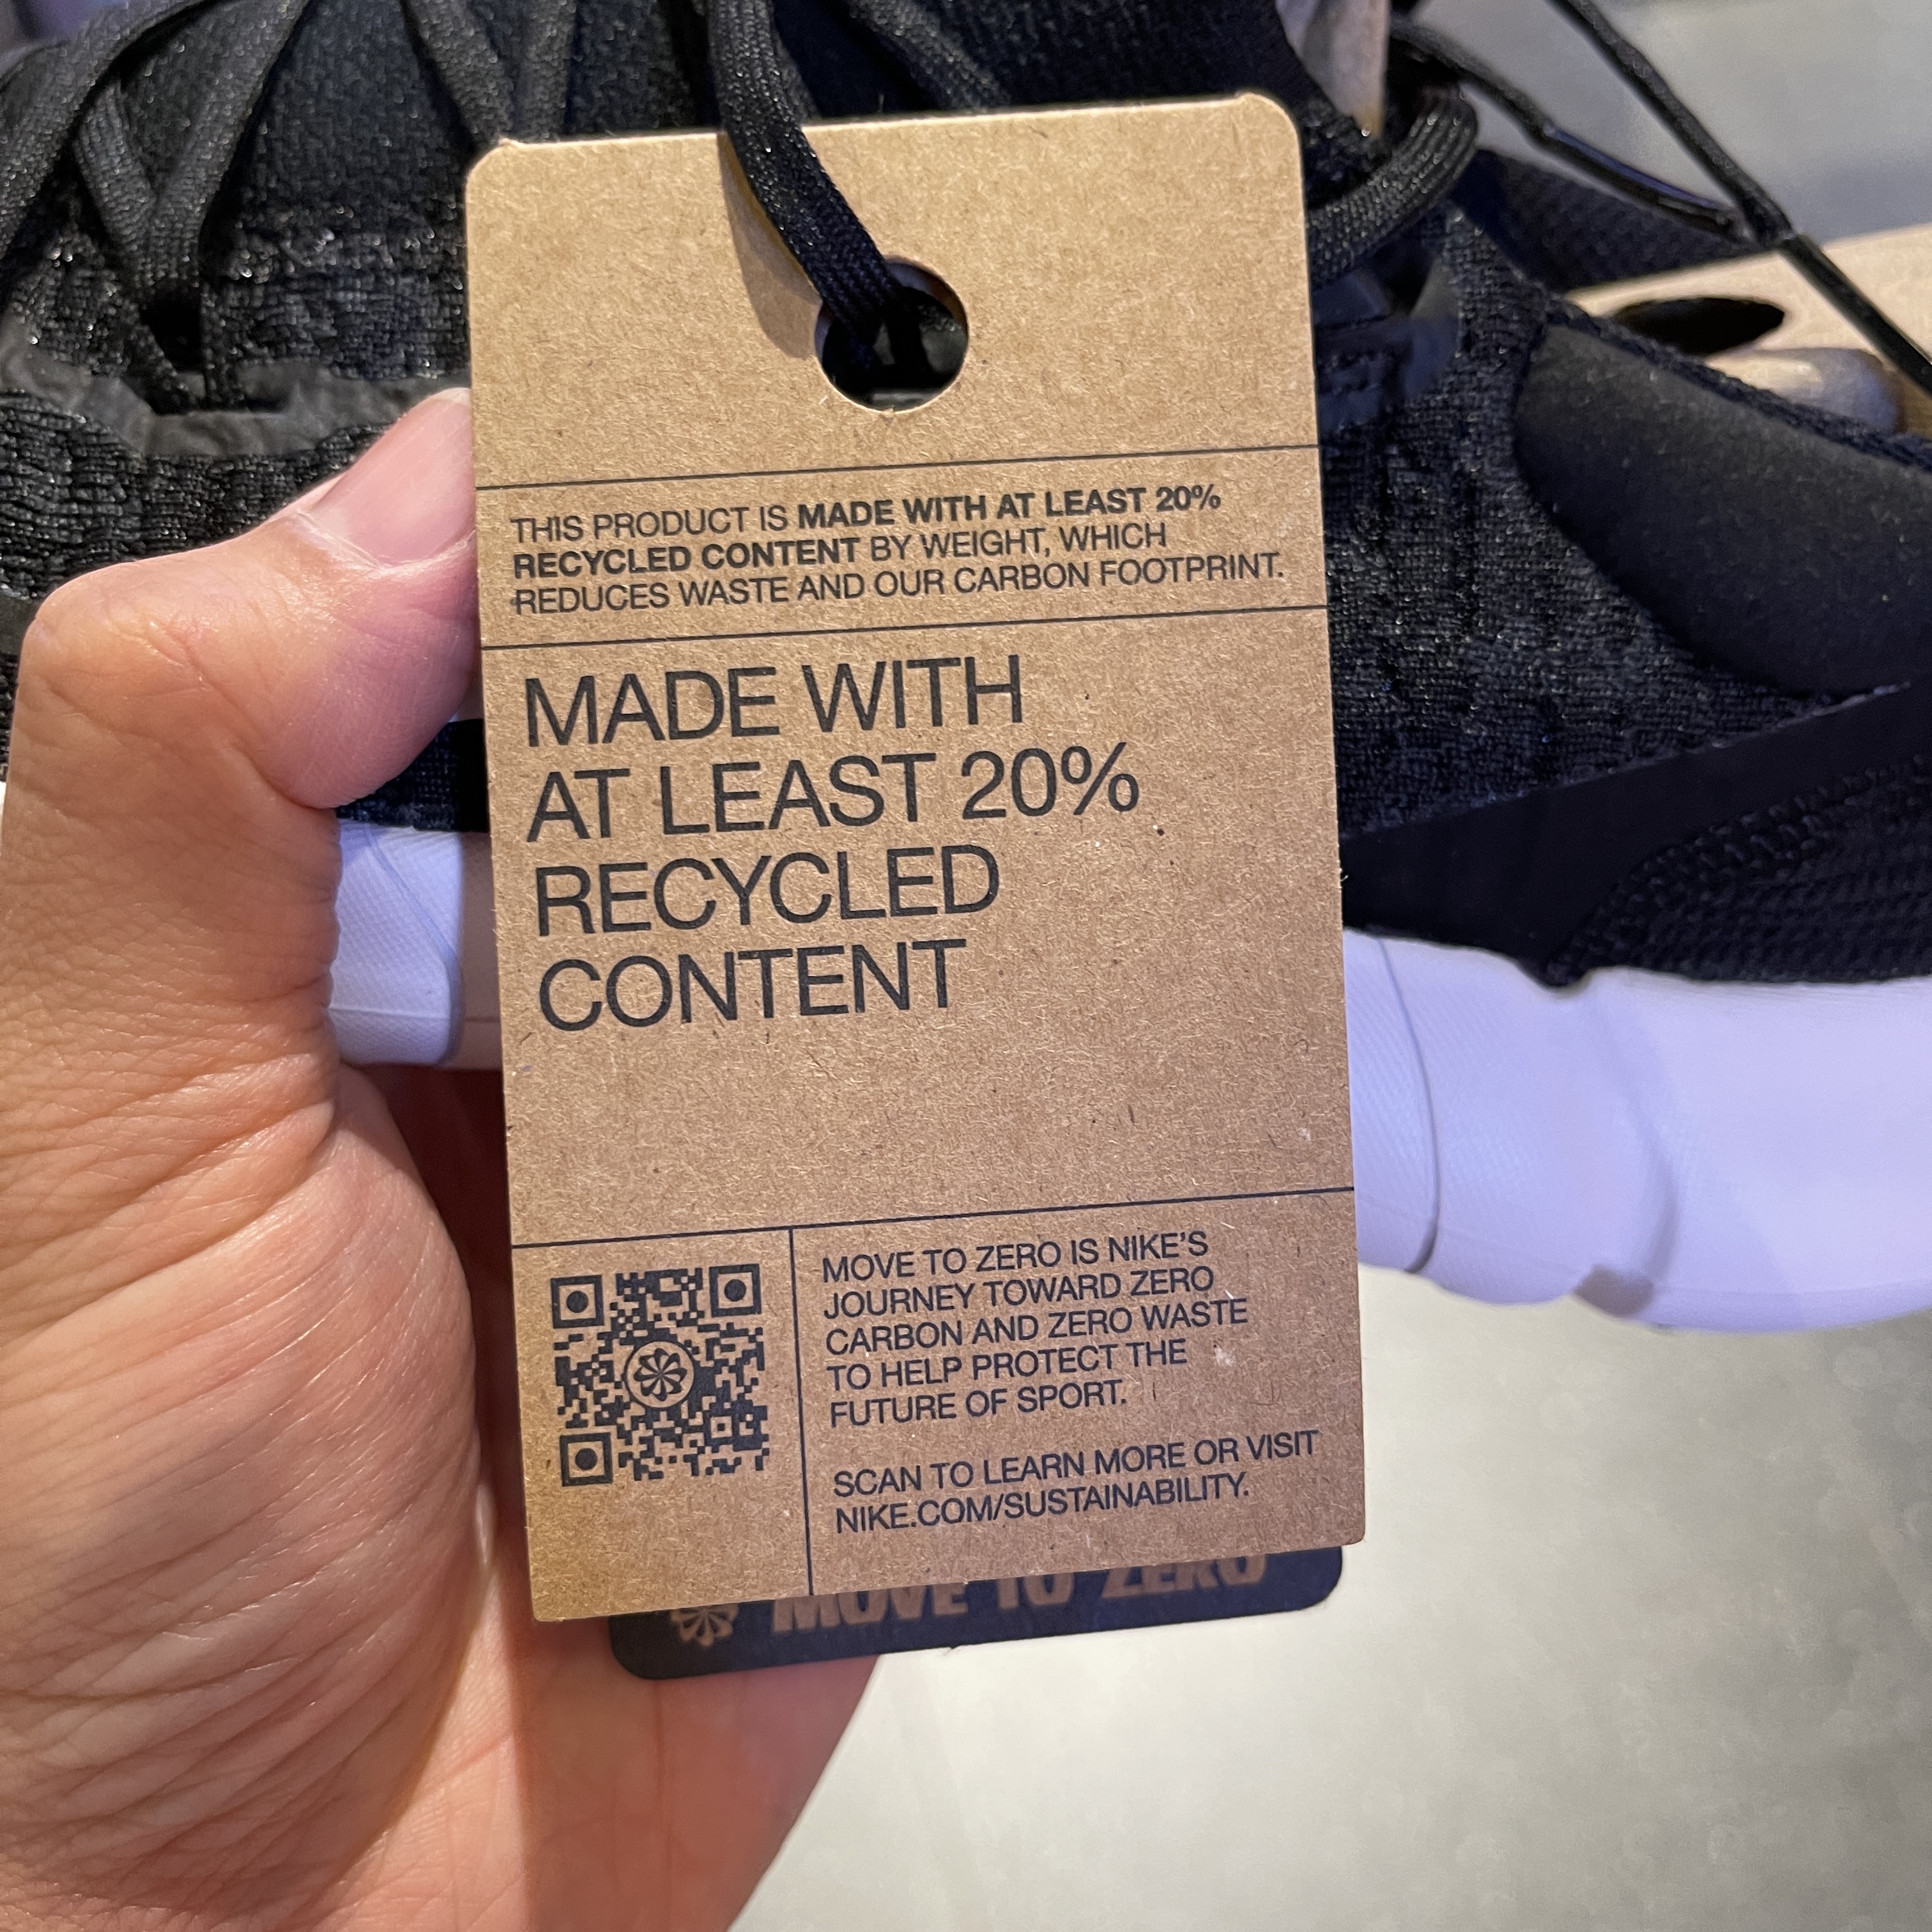 THIS PRODUCT IS MADE WITH AT LEAST 20%
RECYCLED CONTENT BY WEIGHT, WHICH
REDUCES WASTE AND OUR CARBON FOOTPRINT.
MADE WITH
AT LEAST 20%
RECYCLED
CONTENT
MOVE TO ZERO IS NIKE'S
JOURNEY TOWARD ZERO
CARBON AND ZERO WASTE
TO HELP PROTECT THE
FUTURE OF SPORT.
SCAN TO LEARN MORE OR VISIT
NIKE.COM/SUSTAINABILITY.
MOVE TO ZERO